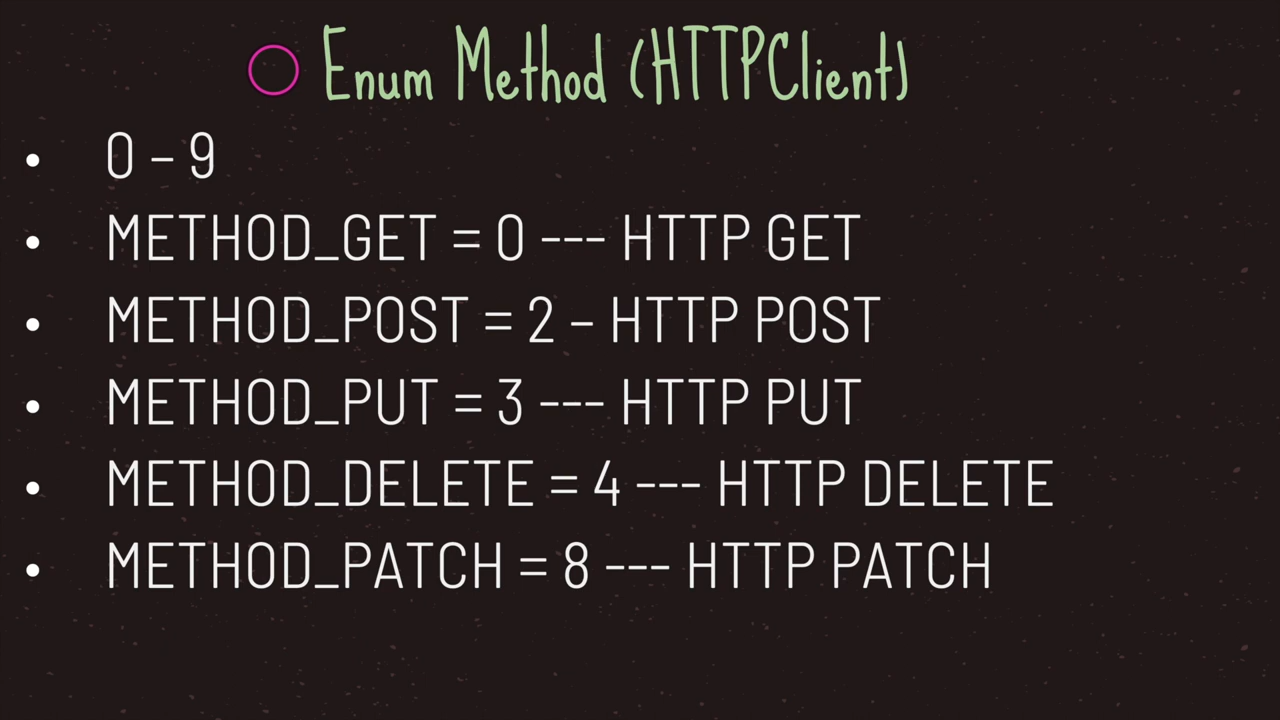 Enum Method (HTTPClient)
• 0 – 9
• METHOD_GET = 0 --- HTTP GET
• METHOD_POST = 2 – HTTP POST
• METHOD_PUT = 3 --- HTTP PUT
• METHOD_DELETE = 4 --- HTTP DELETE
• METHOD_PATCH = 8 --- HTTP PATCH